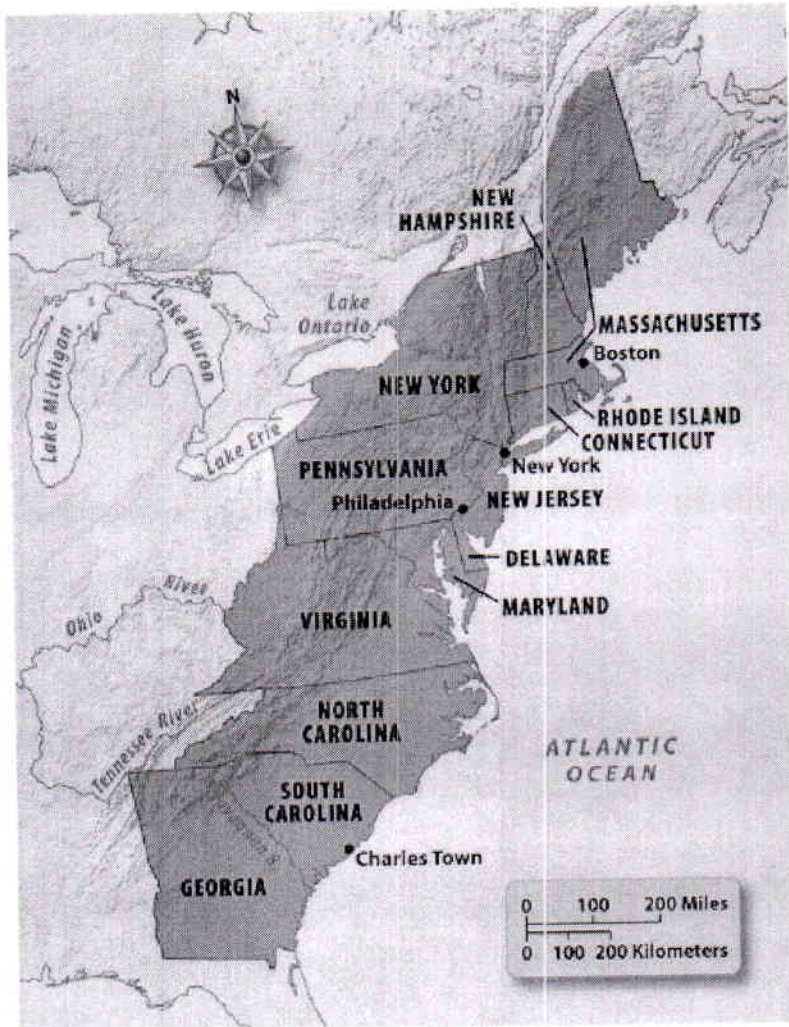 N
NEW
HAMPSHIRE
Lake
Ontario
Lake Huron
Lake Michigan
MASSACHUSETTS
Boston
NEW YORK
RHODE ISLAND
CONNECTICUT
Lake Erie
New York
PENNSYLVANIA
Philadelphia
NEW JERSEY
DELAWARE
MARYLAND
Ohio River
VIRGINIA
Tennessee River
NORTH
CAROLINA
ATLANTIC
OCEAN
SOUTH
CAROLINA
Charles Town
GEORGIA
0 100 200 Miles
0 100 200 Kilometers